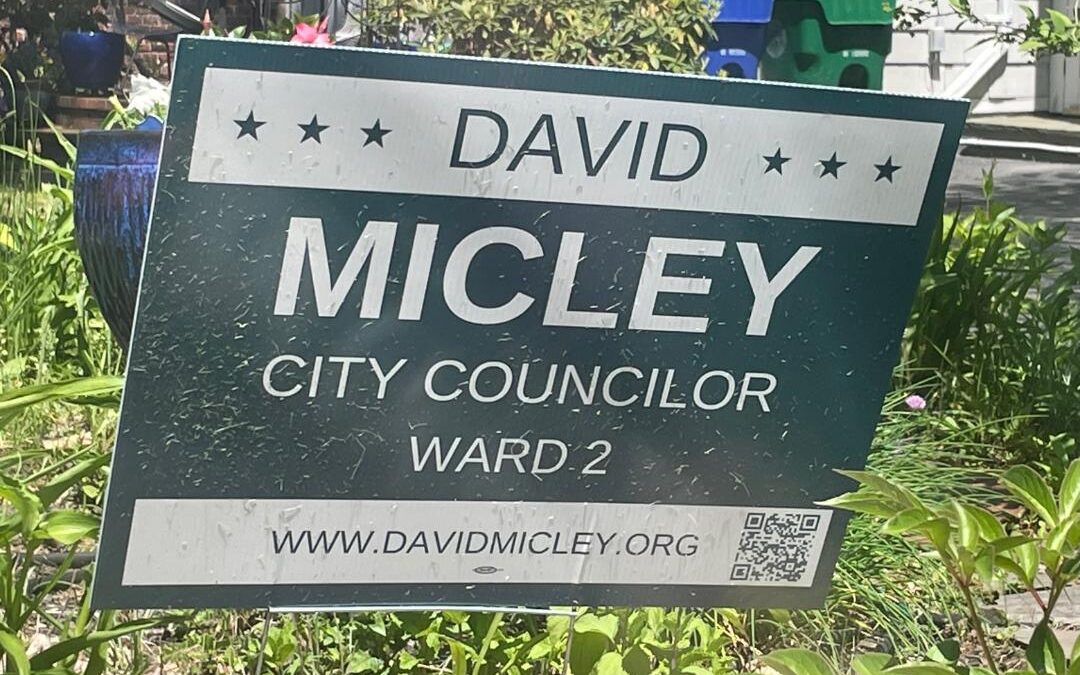 DAVID
MICLEY
CITY COUNCILOR
WARD 2
WWW.DAVIDMICLEY.ORG